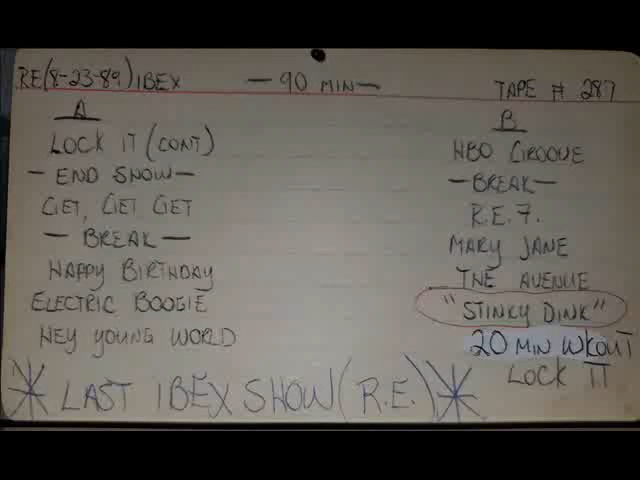 RE(8-23-89) IBEX — 90 MIN — TAPE # 287
A
LOCK IT (CONT)
— END SHOW —
GET, GET GET
— BREAK —
HAPPY BIRTHDAY
ELECTRIC BOOGIE
HEY YOUNG WORLD
B
HBO GROOVE
— BREAK —
R.E.7.
MARY JANE
THE AVENUE
"STINKY DINK"
20 MIN WKOUT
LOCK IT
* LAST IBEX SHOW (R.E.) *